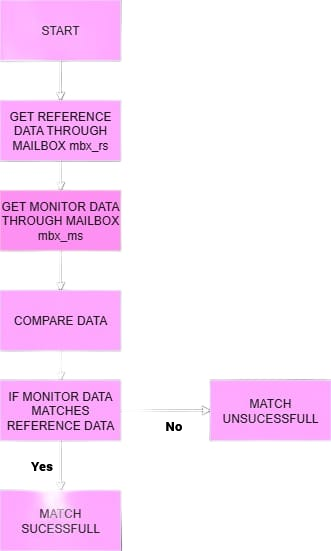 START
GET REFERENCE
DATA THROUGH
MAILBOX mbx_rs
GET MONITOR DATA
THROUGH MAILBOX
mbx_ms
COMPARE DATA
IF MONITOR DATA
MATCHES
REFERENCE DATA
No
MATCH
UNSUCESSFULL
Yes
MATCH
SUCESSFULL